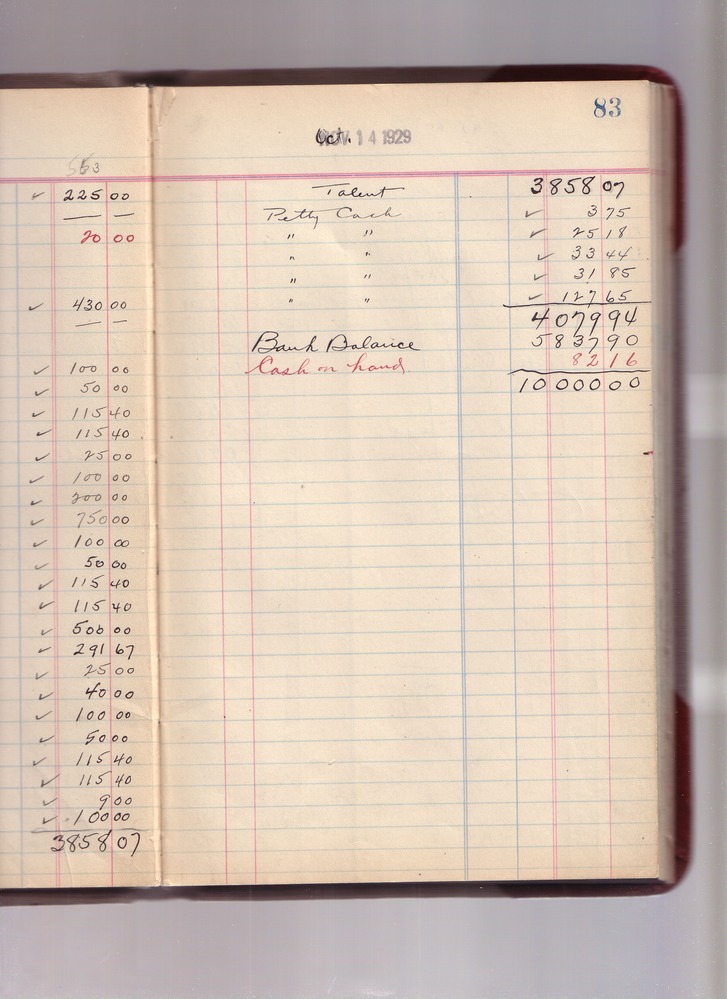 553
✓ 225 00
— —
20 00
✓ 430 00
— —
✓ 100 00
✓ 50 00
✓ 115 40
✓ 115 40
✓ 25 00
✓ 100 00
✓ 200 00
✓ 750 00
✓ 100 00
✓ 50 00
✓ 115 40
✓ 115 40
✓ 500 00
✓ 291 67
✓ 25 00
✓ 40 00
✓ 100 00
✓ 50 00
✓ 115 40
✓ 115 40
✓ 9 00
✓ 100 00
3858 07
83
Oct. NOV 14 1929
Talent 3858 07
Petty Cash ✓ 3 75
" " ✓ 25 18
" " ✓ 33 44
" " ✓ 31 85
" " ✓ 127 65
4079 94
Bank Balance 5837 90
Cash on hand 82 16
10000 00